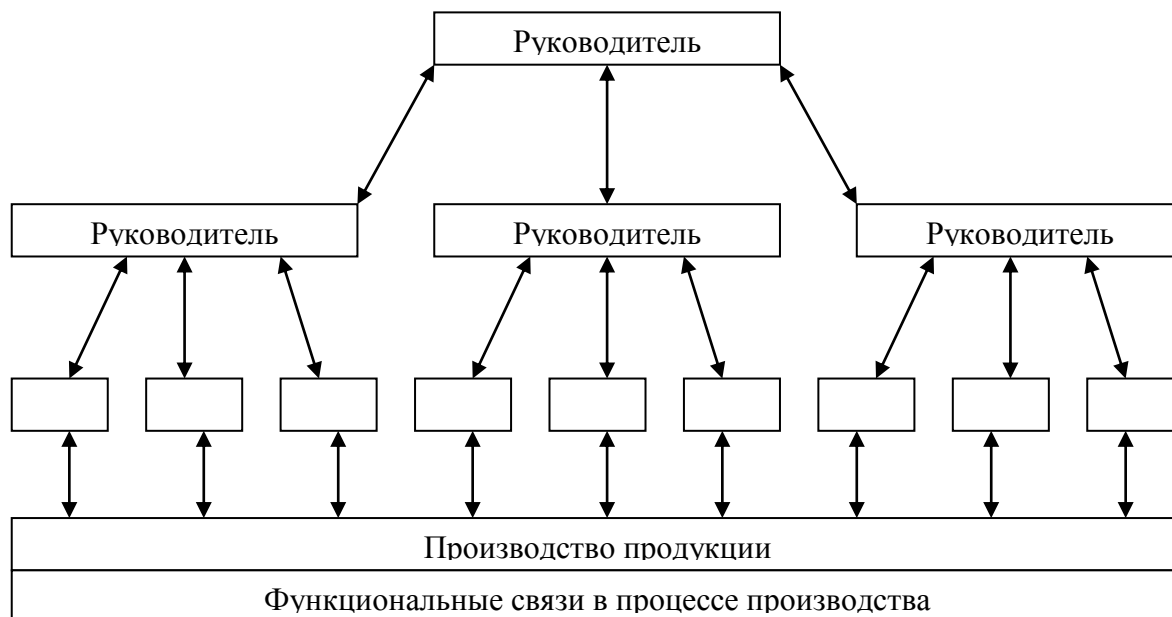 Руководитель
Руководитель
Руководитель
Руководитель
Производство продукции
Функциональные связи в процессе производства